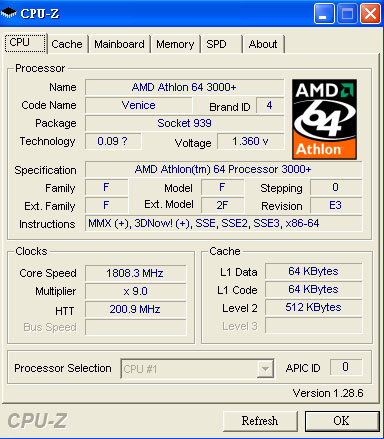 CPU-Z
CPU Cache Mainboard Memory SPD About
Processor
Name AMD Athlon 64 3000+
Code Name Venice Brand ID 4
Package Socket 939
Technology 0.09 ? Voltage 1.360 v
AMD
64
Athlon™
Specification AMD Athlon(tm) 64 Processor 3000+
Family F Model F Stepping 0
Ext. Family F Ext. Model 2F Revision E3
Instructions MMX (+), 3DNow! (+), SSE, SSE2, SSE3, x86-64
Clocks
Core Speed 1808.3 MHz
Multiplier x 9.0
HTT 200.9 MHz
Bus Speed
Cache
L1 Data 64 KBytes
L1 Code 64 KBytes
Level 2 512 KBytes
Level 3
Processor Selection CPU #1 APIC ID 0
Version 1.28.6
CPU-Z Refresh OK